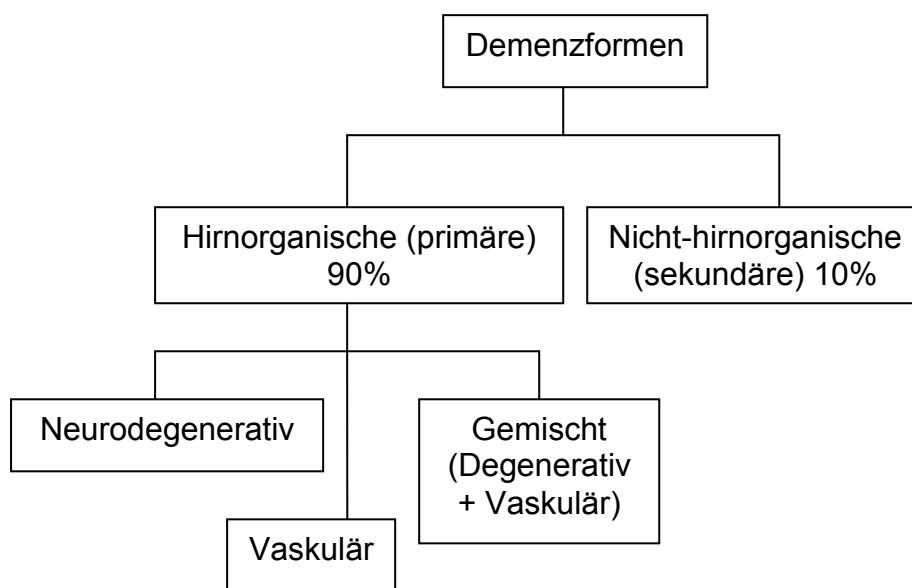 Demenzformen
Hirnorganische (primäre)
90%
Nicht-hirnorganische
(sekundäre) 10%
Neurodegenerativ
Gemischt
(Degenerativ
+ Vaskulär)
Vaskulär